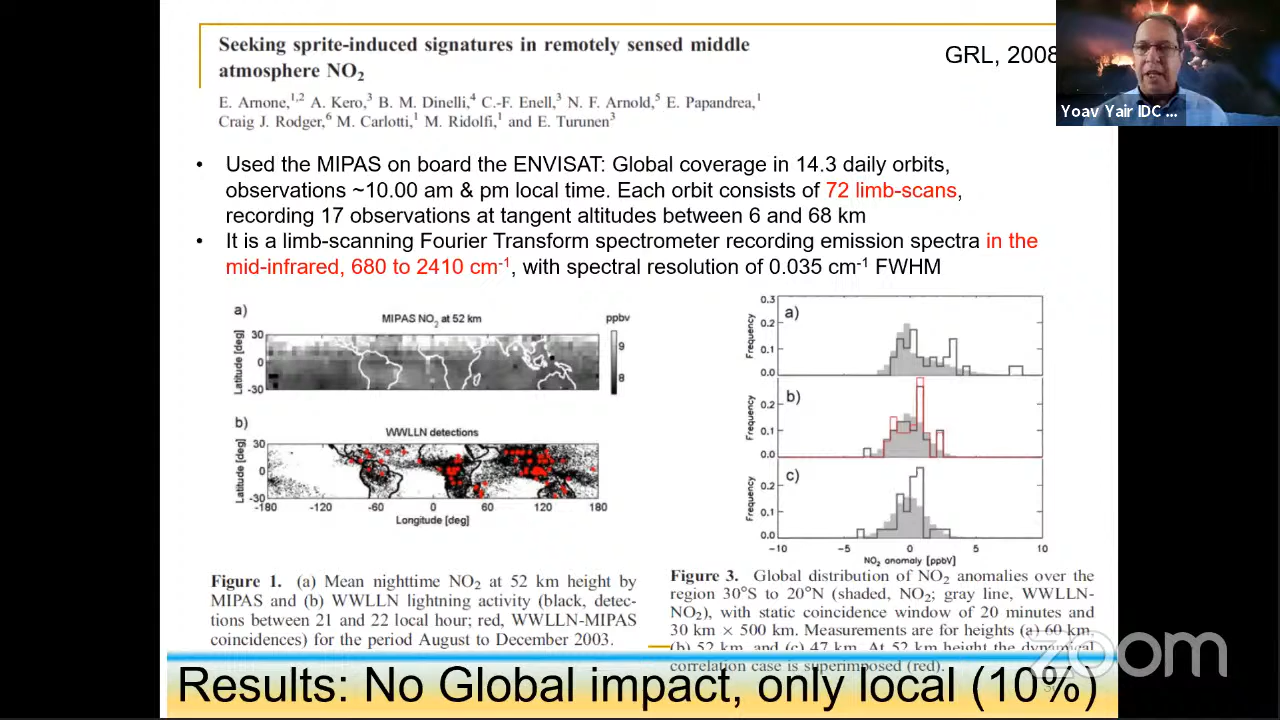 Seeking sprite-induced signatures in remotely sensed middle
atmosphere NO2
GRL, 2008
Yoav Yair IDC ...
E. Arnone,1,2 A. Kero,3 B. M. Dinelli,4 C.-F. Enell,3 N. F. Arnold,5 E. Papandrea,1
Craig J. Rodger,6 M. Carlotti,1 M. Ridolfi,1 and E. Turunen3
• Used the MIPAS on board the ENVISAT: Global coverage in 14.3 daily orbits,
observations ~10.00 am & pm local time. Each orbit consists of 72 limb-scans,
recording 17 observations at tangent altitudes between 6 and 68 km
• It is a limb-scanning Fourier Transform spectrometer recording emission spectra in the
mid-infrared, 680 to 2410 cm-1, with spectral resolution of 0.035 cm-1 FWHM
a)
MIPAS NO2 at 52 km
ppbv
30
0
-30
Latitude [deg]
9
8
b)
WWLLN detections
30
0
-30
Latitude [deg]
-180 -120 -60 0 60 120 180
Longitude [deg]
a)
0.3
0.2
0.1
0.0
Frequency
b)
0.2
0.1
0.0
Frequency
c)
0.2
0.1
0.0
Frequency
-10 -5 0 5 10
NO2 anomaly [ppbv]
Figure 1. (a) Mean nighttime NO2 at 52 km height by
MIPAS and (b) WWLLN lightning activity (black, detec-
tions between 21 and 22 local hour; red, WWLLN-MIPAS
coincidences) for the period August to December 2003.
Figure 3. Global distribution of NO2 anomalies over the
region 30°S to 20°N (shaded, NO2; gray line, WWLLN-
NO2), with static coincidence window of 20 minutes and
30 km × 500 km. Measurements are for heights (a) 60 km,
(b) 52 km, and (c) 47 km. At 52 km height the dynamical
correlation case is superimposed (red).
zoom
Results: No Global impact, only local (10%)